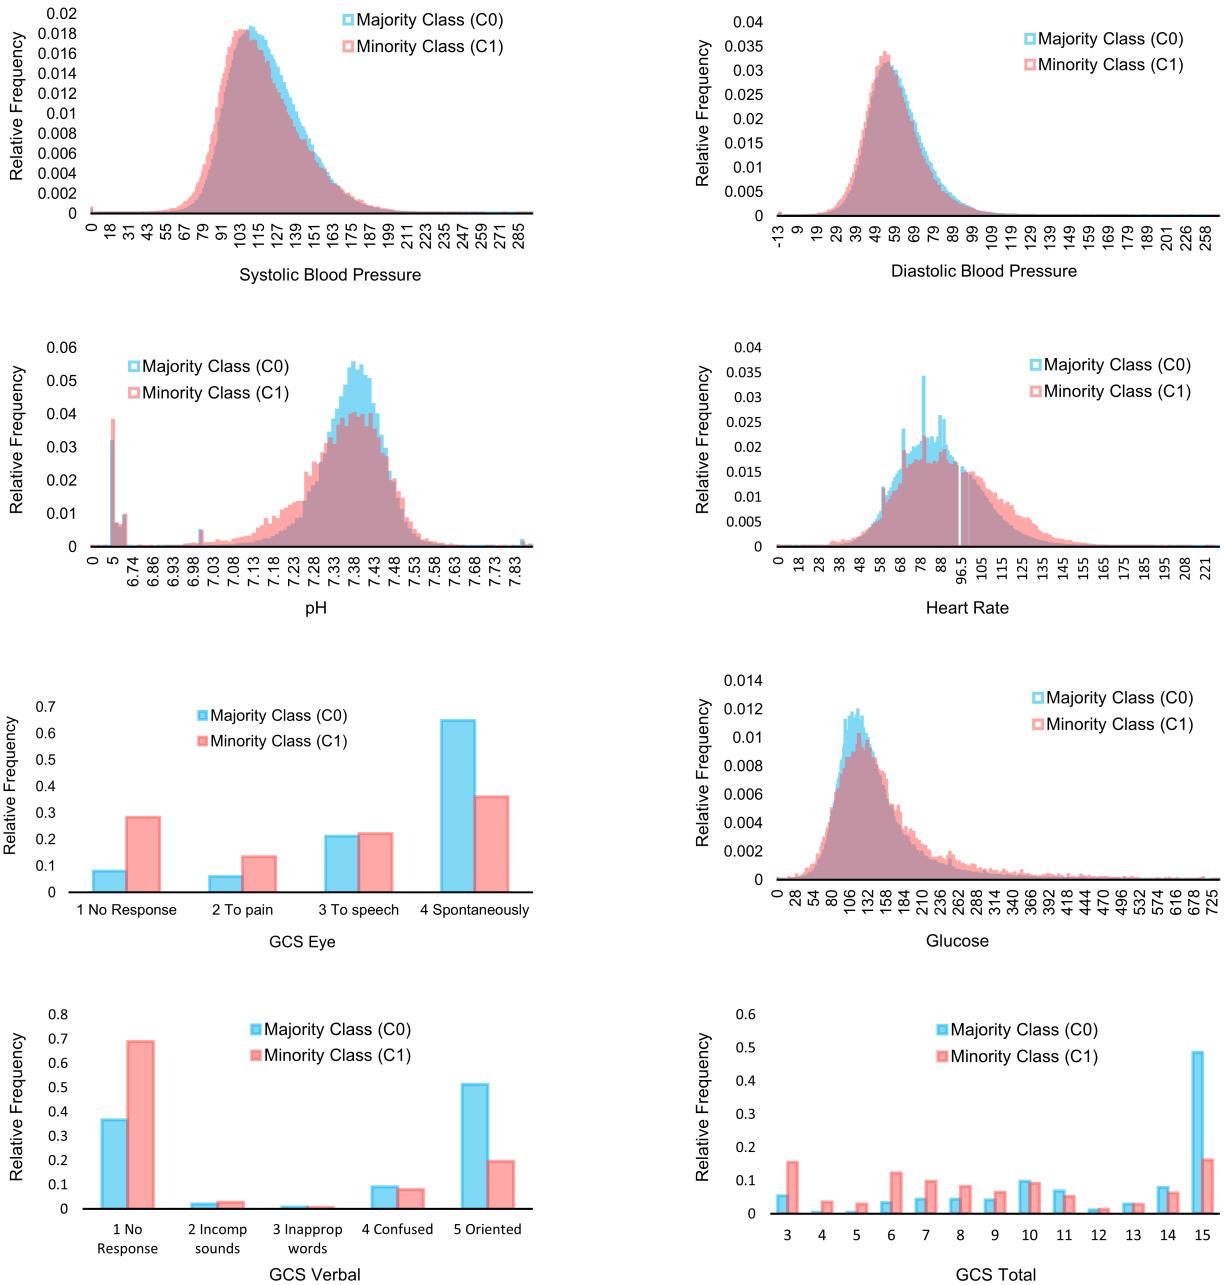 Relative Frequency
0.02
0.018
0.016
0.014
0.012
0.01
0.008
0.006
0.004
0.002
0
Majority Class (C0)
Minority Class (C1)
0 18 31 43 55 67 79 91 103 115 127 139 151 163 175 187 199 211 223 235 247 259 271 285
Systolic Blood Pressure
Relative Frequency
0.04
0.035
0.03
0.025
0.02
0.015
0.01
0.005
0
Majority Class (C0)
Minority Class (C1)
-13 9 19 29 39 49 59 69 79 89 99 109 119 129 139 149 159 169 179 189 201 226 258
Diastolic Blood Pressure
Relative Frequency
0.06
0.05
0.04
0.03
0.02
0.01
0
Majority Class (C0)
Minority Class (C1)
0 5 6.74 6.86 6.93 6.98 7.03 7.08 7.13 7.18 7.23 7.28 7.33 7.38 7.43 7.48 7.53 7.58 7.63 7.68 7.73 7.83
pH
Relative Frequency
0.04
0.035
0.03
0.025
0.02
0.015
0.01
0.005
0
Majority Class (C0)
Minority Class (C1)
0 18 28 38 48 58 68 78 88 96.5 105 115 125 135 145 155 165 175 185 195 208 221
Heart Rate
Relative Frequency
0.7
0.6
0.5
0.4
0.3
0.2
0.1
0
Majority Class (C0)
Minority Class (C1)
1 No Response 2 To pain 3 To speech 4 Spontaneously
GCS Eye
Relative Frequency
0.014
0.012
0.01
0.008
0.006
0.004
0.002
0
Majority Class (C0)
Minority Class (C1)
0 28 54 80 106 132 158 184 210 236 262 288 314 340 366 392 418 444 470 496 532 574 616 678 725
Glucose
Relative Frequency
0.8
0.7
0.6
0.5
0.4
0.3
0.2
0.1
0
Majority Class (C0)
Minority Class (C1)
1 No 2 Incomp 3 Inapprop 4 Confused 5 Oriented
Response sounds words
GCS Verbal
Relative Frequency
0.6
0.5
0.4
0.3
0.2
0.1
0
Majority Class (C0)
Minority Class (C1)
3 4 5 6 7 8 9 10 11 12 13 14 15
GCS Total